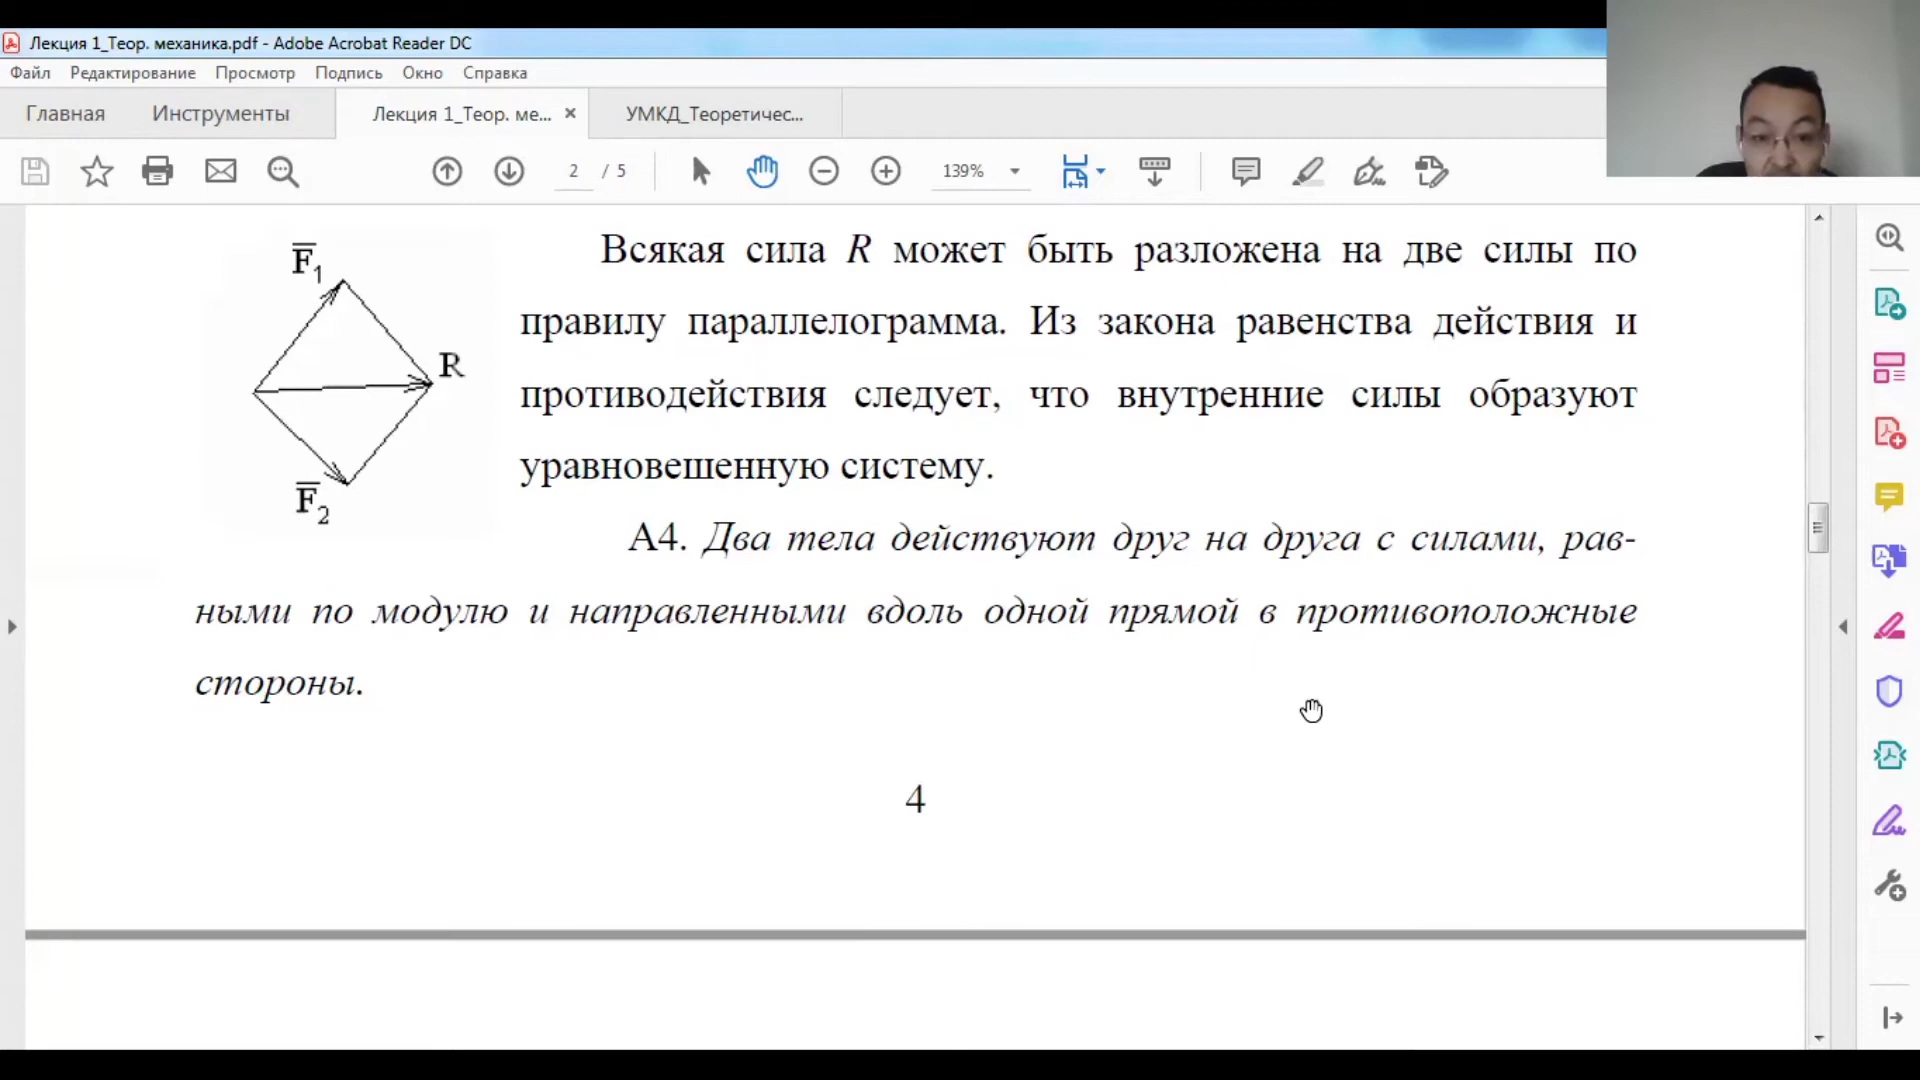 Лекция 1_Теор. механика.pdf - Adobe Acrobat Reader DC
Файл Редактирование Просмотр Подпись Окно Справка
Главная Инструменты Лекция 1_Теор. ме... × УМКД_Теоретичес...
2 / 5 139%
F1
R
F2
Всякая сила R может быть разложена на две силы по
правилу параллелограмма. Из закона равенства действия и
противодействия следует, что внутренние силы образуют
уравновешенную систему.
А4. Два тела действуют друг на друга с силами, рав-
ными по модулю и направленными вдоль одной прямой в противоположные
стороны.
4